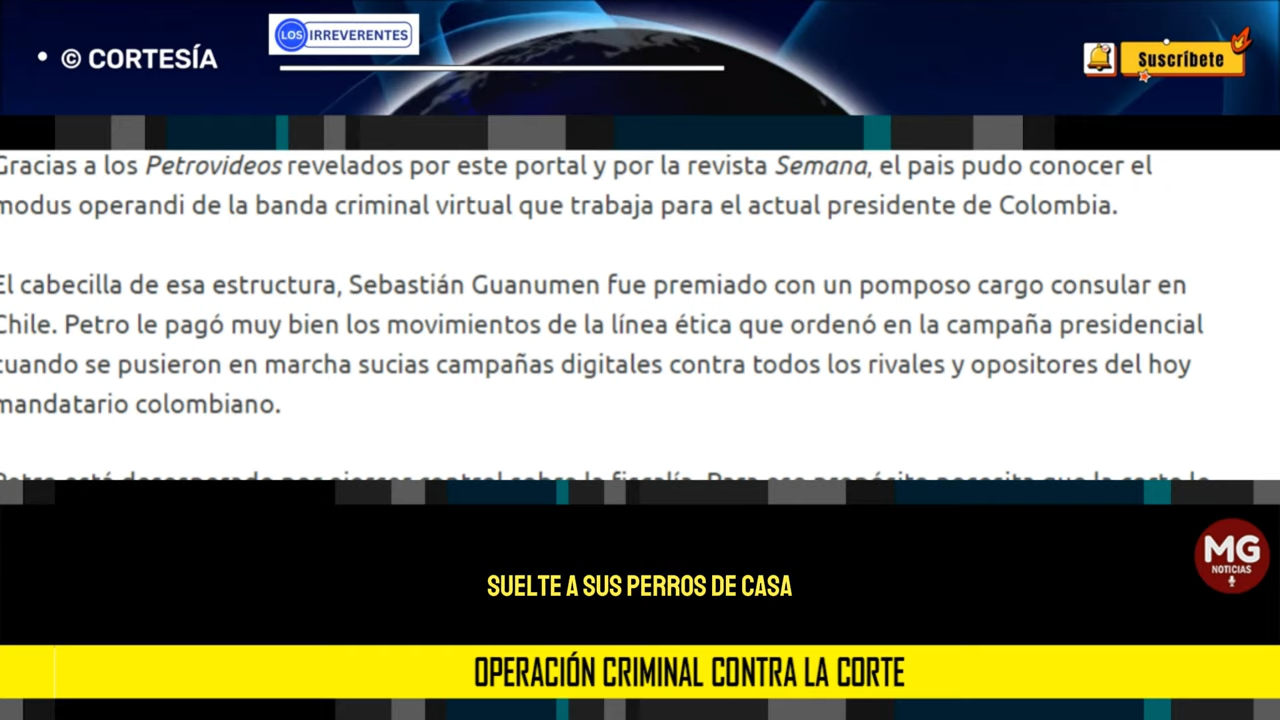 • © CORTESÍA
LOS IRREVERENTES
Suscríbete
Gracias a los Petrovideos revelados por este portal y por la revista Semana, el pais pudo conocer el
modus operandi de la banda criminal virtual que trabaja para el actual presidente de Colombia.
El cabecilla de esa estructura, Sebastián Guanumen fue premiado con un pomposo cargo consular en
Chile. Petro le pagó muy bien los movimientos de la línea ética que ordenó en la campaña presidencial
cuando se pusieron en marcha sucias campañas digitales contra todos los rivales y opositores del hoy
mandatario colombiano.
MG
NOTICIAS
SUELTE A SUS PERROS DE CASA
OPERACIÓN CRIMINAL CONTRA LA CORTE